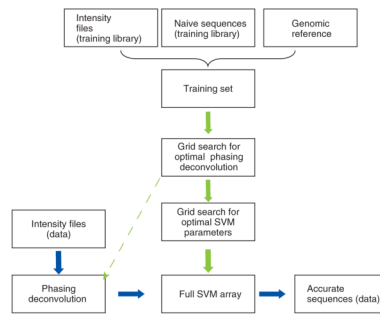 Intensity
files
(training library)
Naive sequences
(training library)
Genomic
reference
Training set
Grid search for
optimal phasing
deconvolution
Grid search for
optimal SVM
parameters
Intensity files
(data)
Phasing
deconvolution
Full SVM array
Accurate
sequences (data)